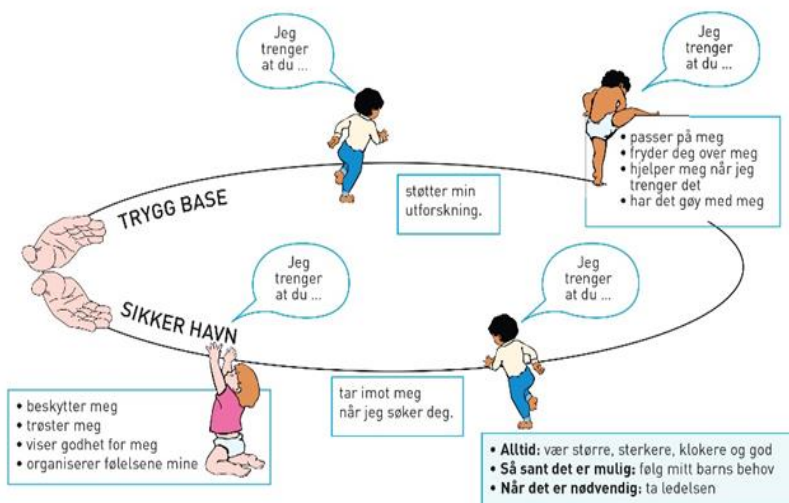 Jeg
trenger
at du ...
Jeg
trenger
at du ...
• passer på meg
• fryder deg over meg
• hjelper meg når jeg
trenger det
• har det gøy med meg
støtter min
utforskning.
TRYGG BASE
SIKKER HAVN
Jeg
trenger
at du ...
Jeg
trenger
at du ...
• beskytter meg
• trøster meg
• viser godhet for meg
• organiserer følelsene mine
tar imot meg
når jeg søker deg.
• Alltid: vær større, sterkere, klokere og god
• Så sant det er mulig: følg mitt barns behov
• Når det er nødvendig: ta ledelsen